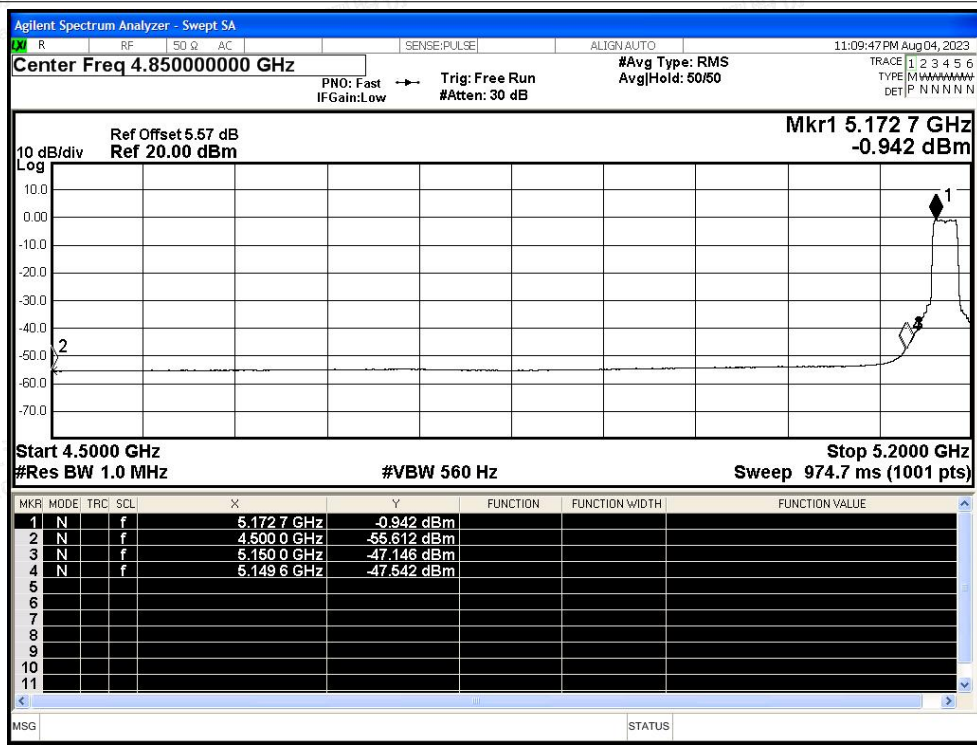 Agilent Spectrum Analyzer - Swept SA
LXI R RF 50 Ω AC SENSE:PULSE ALIGN AUTO 11:09:47 PM Aug 04, 2023
Center Freq 4.850000000 GHz
PNO: Fast
IFGain:Low
Trig: Free Run
#Atten: 30 dB
#Avg Type: RMS
Avg|Hold: 50/50
TRACE 1 2 3 4 5 6
TYPE M
DET P N N N N N
Mkr1 5.172 7 GHz
-0.942 dBm
Ref Offset 5.57 dB
10 dB/div Ref 20.00 dBm
Log
10.0
0.00
-10.0
-20.0
-30.0
-40.0
-50.0
-60.0
-70.0
1
2
Start 4.5000 GHz Stop 5.2000 GHz
#Res BW 1.0 MHz #VBW 560 Hz Sweep 974.7 ms (1001 pts)
MKR MODE TRC SCL X Y FUNCTION FUNCTION WIDTH FUNCTION VALUE
1 N f 5.172 7 GHz -0.942 dBm
2 N f 4.500 0 GHz -55.612 dBm
3 N f 5.150 0 GHz -47.146 dBm
4 N f 5.149 6 GHz -47.542 dBm
5
6
7
8
9
10
11
MSG STATUS